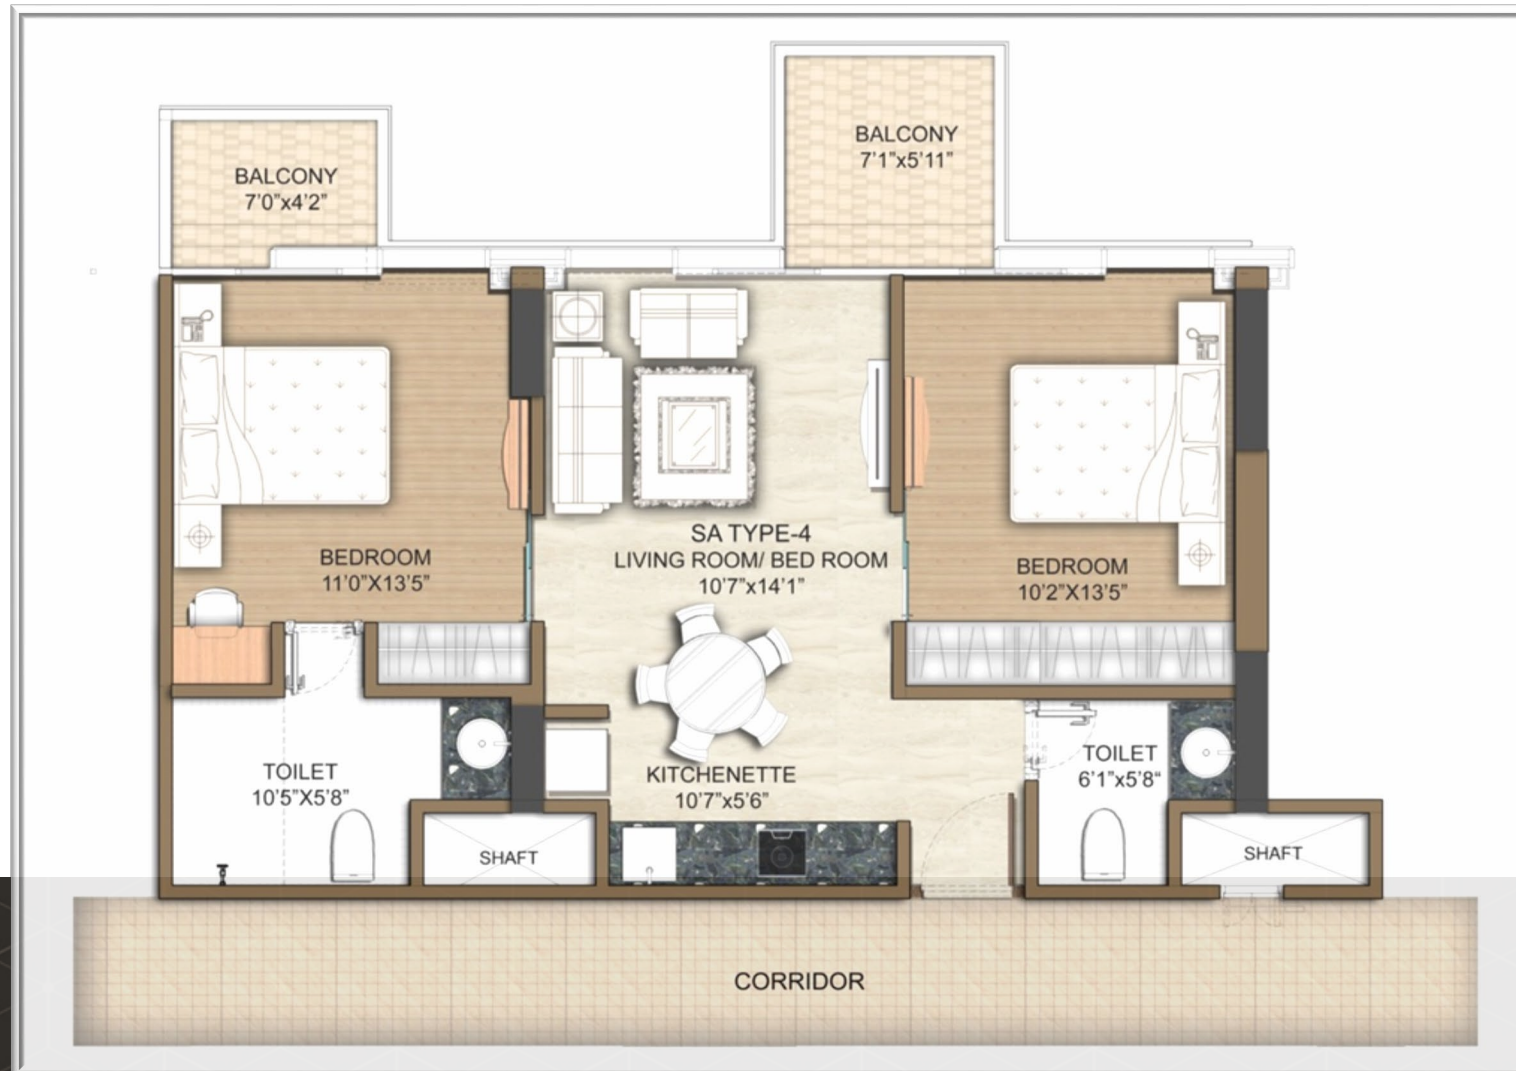 BALCONY
7'1"x5'11"
BALCONY
7'0"x4'2"
SA TYPE-4
LIVING ROOM/ BED ROOM
10'7"x14'1"
BEDROOM
11'0"X13'5"
BEDROOM
10'2"X13'5"
TOILET
10'5"X5'8"
KITCHENETTE
10'7"x5'6"
TOILET
6'1"x5'8"
SHAFT
SHAFT
CORRIDOR